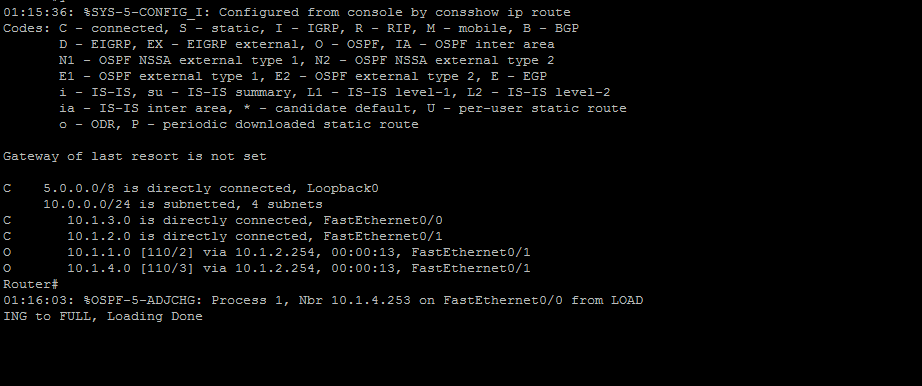 01:15:36: %SYS-5-CONFIG_I: Configured from console by consshow ip route
Codes: C - connected, S - static, I - IGRP, R - RIP, M - mobile, B - BGP
       D - EIGRP, EX - EIGRP external, O - OSPF, IA - OSPF inter area
       N1 - OSPF NSSA external type 1, N2 - OSPF NSSA external type 2
       E1 - OSPF external type 1, E2 - OSPF external type 2, E - EGP
       i - IS-IS, su - IS-IS summary, L1 - IS-IS level-1, L2 - IS-IS level-2
       ia - IS-IS inter area, * - candidate default, U - per-user static route
       o - ODR, P - periodic downloaded static route

Gateway of last resort is not set

C    5.0.0.0/8 is directly connected, Loopback0
     10.0.0.0/24 is subnetted, 4 subnets
C       10.1.3.0 is directly connected, FastEthernet0/0
C       10.1.2.0 is directly connected, FastEthernet0/1
O       10.1.1.0 [110/2] via 10.1.2.254, 00:00:13, FastEthernet0/1
O       10.1.4.0 [110/3] via 10.1.2.254, 00:00:13, FastEthernet0/1
Router#
01:16:03: %OSPF-5-ADJCHG: Process 1, Nbr 10.1.4.253 on FastEthernet0/0 from LOAD
ING to FULL, Loading Done